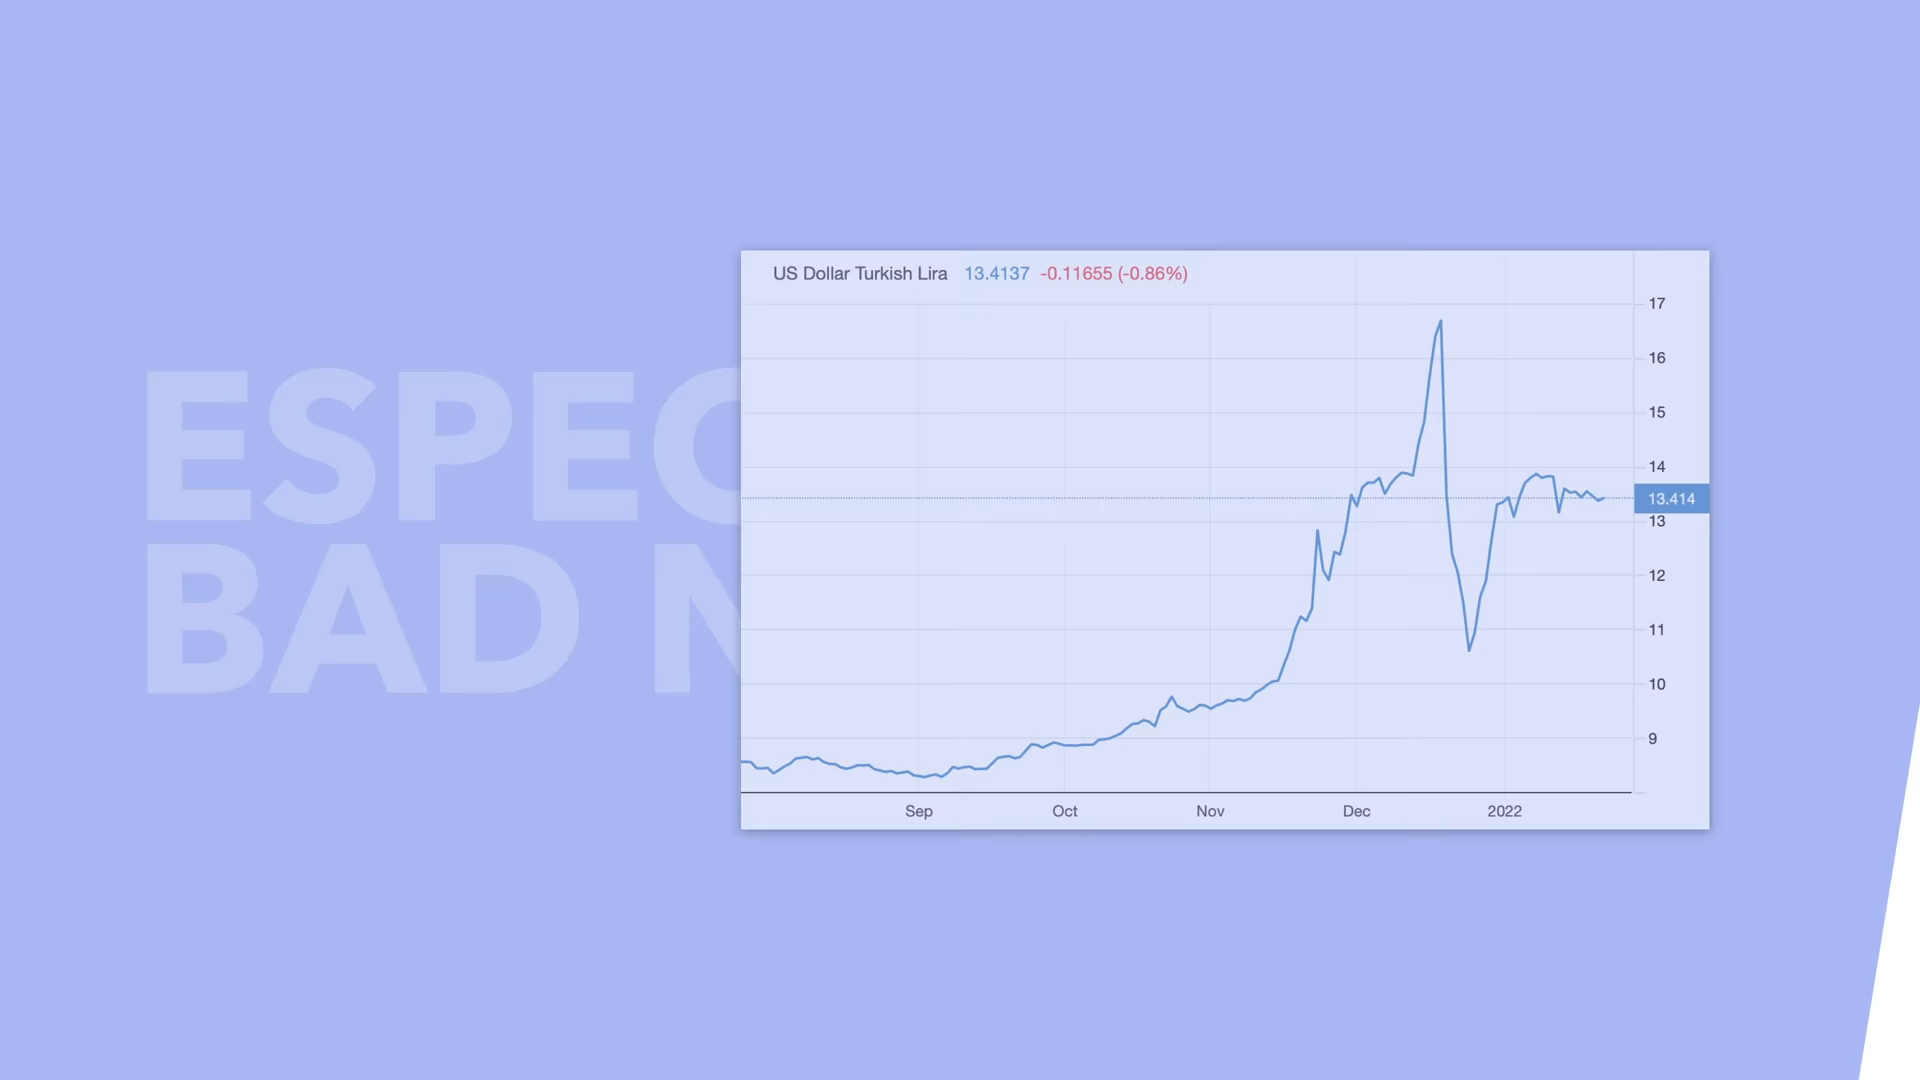 ESPEC
BAD N
US Dollar Turkish Lira 13.4137 -0.11655 (-0.86%)
17
16
15
14
13.414
13
12
11
10
9
Sep Oct Nov Dec 2022